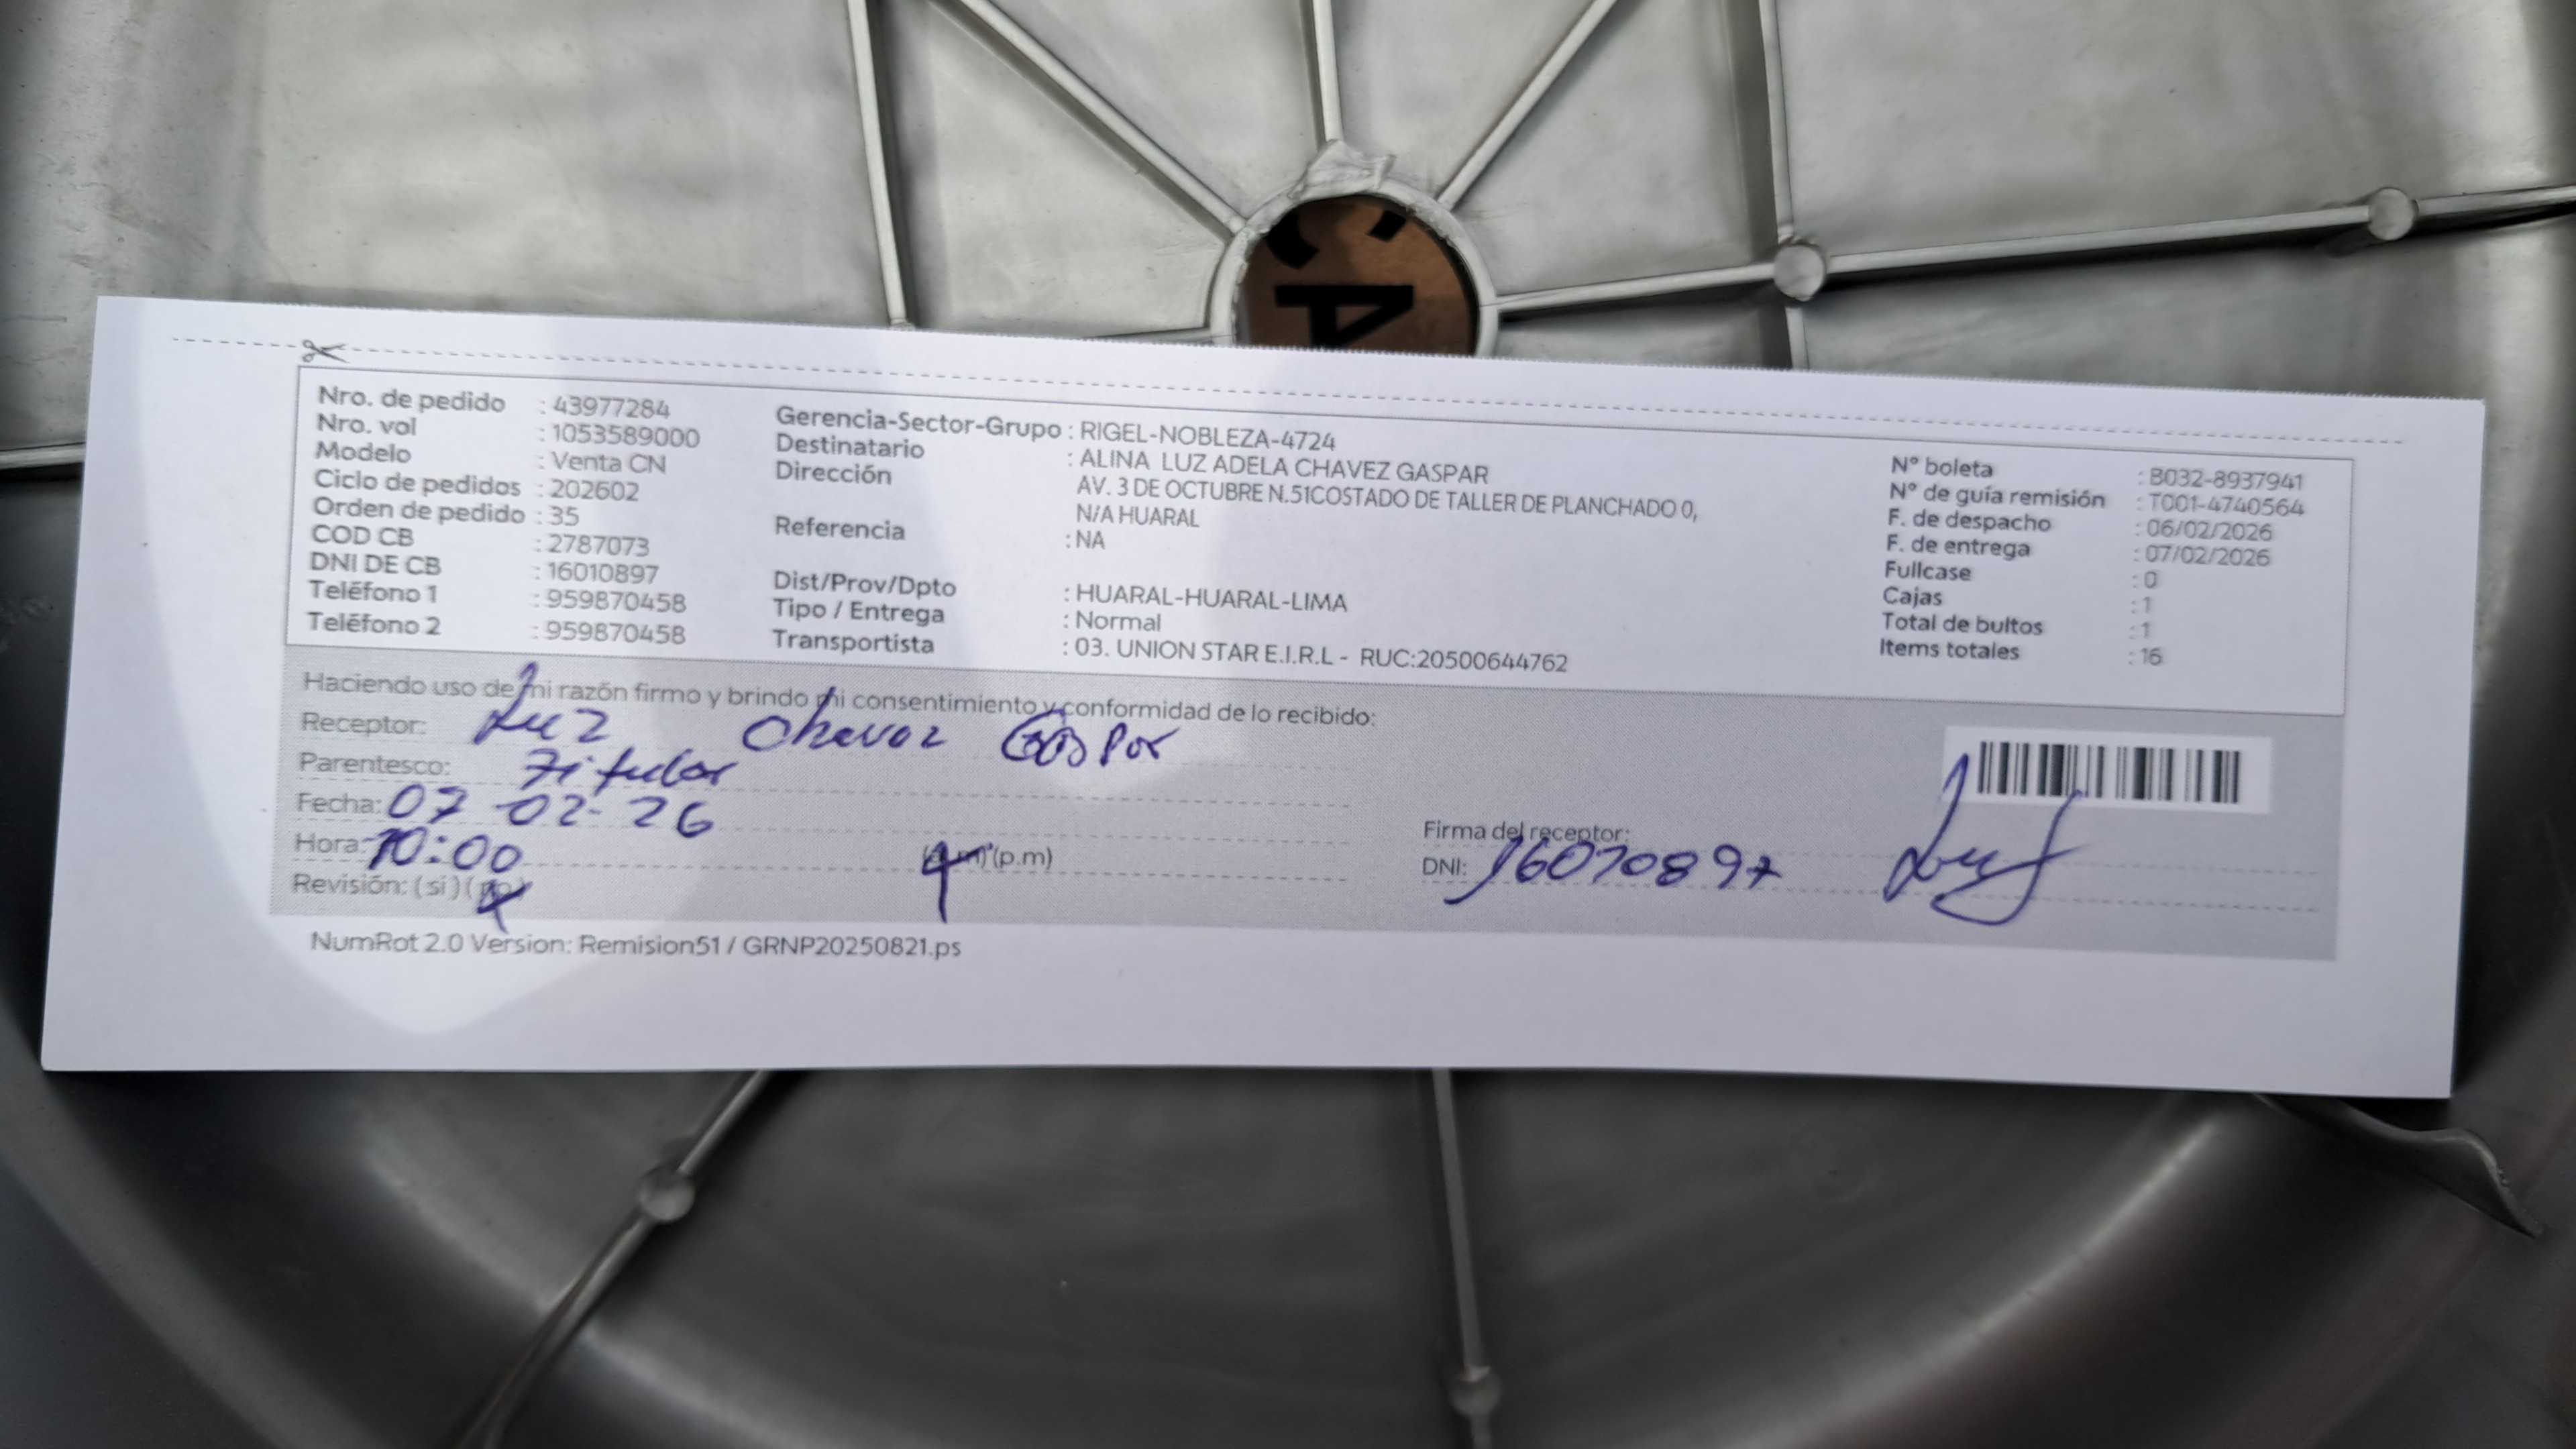 CA
Nro. de pedido : 43977284
Nro. vol : 1053589000
Modelo : Venta CN
Ciclo de pedidos : 202602
Orden de pedido : 35
COD CB : 2787073
DNI DE CB : 16010897
Teléfono 1 : 959870458
Teléfono 2 : 959870458
Gerencia-Sector-Grupo : RIGEL-NOBLEZA-4724
Destinatario : ALINA LUZ ADELA CHAVEZ GASPAR
Dirección AV. 3 DE OCTUBRE N.51COSTADO DE TALLER DE PLANCHADO 0,
N/A HUARAL
Referencia : NA
Dist/Prov/Dpto : HUARAL-HUARAL-LIMA
Tipo / Entrega : Normal
Transportista : 03. UNION STAR E.I.R.L - RUC:20500644762
N° boleta : B032-8937941
N° de guía remisión : T001-4740564
F. de despacho : 06/02/2026
F. de entrega : 07/02/2026
Fullcase : 0
Cajas : 1
Total de bultos : 1
Items totales : 16
Haciendo uso de mi razón firmo y brindo mi consentimiento y conformidad de lo recibido:
Receptor: Luz Chavez Gaspar
Parentesco: Titular
Fecha: 07-02-26
Hora: 10:00 (a.m) (p.m)
Revisión: (si) (no)
Firma del receptor:
DNI: 16010897
NumRot 2.0 Version: Remision51 / GRNP20250821.ps